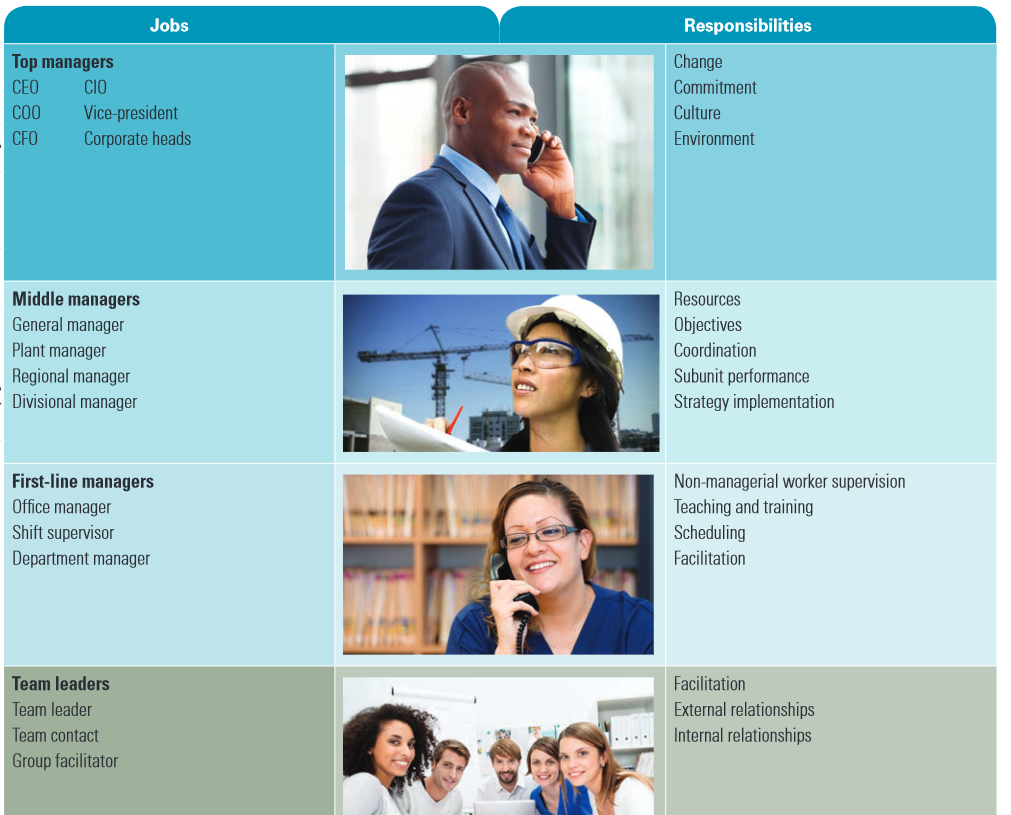 Jobs
Responsibilities
Top managers
CEO CIO
COO Vice-president
CFO Corporate heads
Change
Commitment
Culture
Environment
Middle managers
General manager
Plant manager
Regional manager
Divisional manager
Resources
Objectives
Coordination
Subunit performance
Strategy implementation
First-line managers
Office manager
Shift supervisor
Department manager
Non-managerial worker supervision
Teaching and training
Scheduling
Facilitation
Team leaders
Team leader
Team contact
Group facilitator
Facilitation
External relationships
Internal relationships